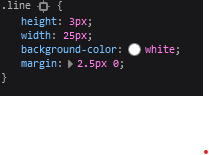 .line {
height: 3px;
width: 25px;
background-color: white;
margin: 2.5px 0;
}